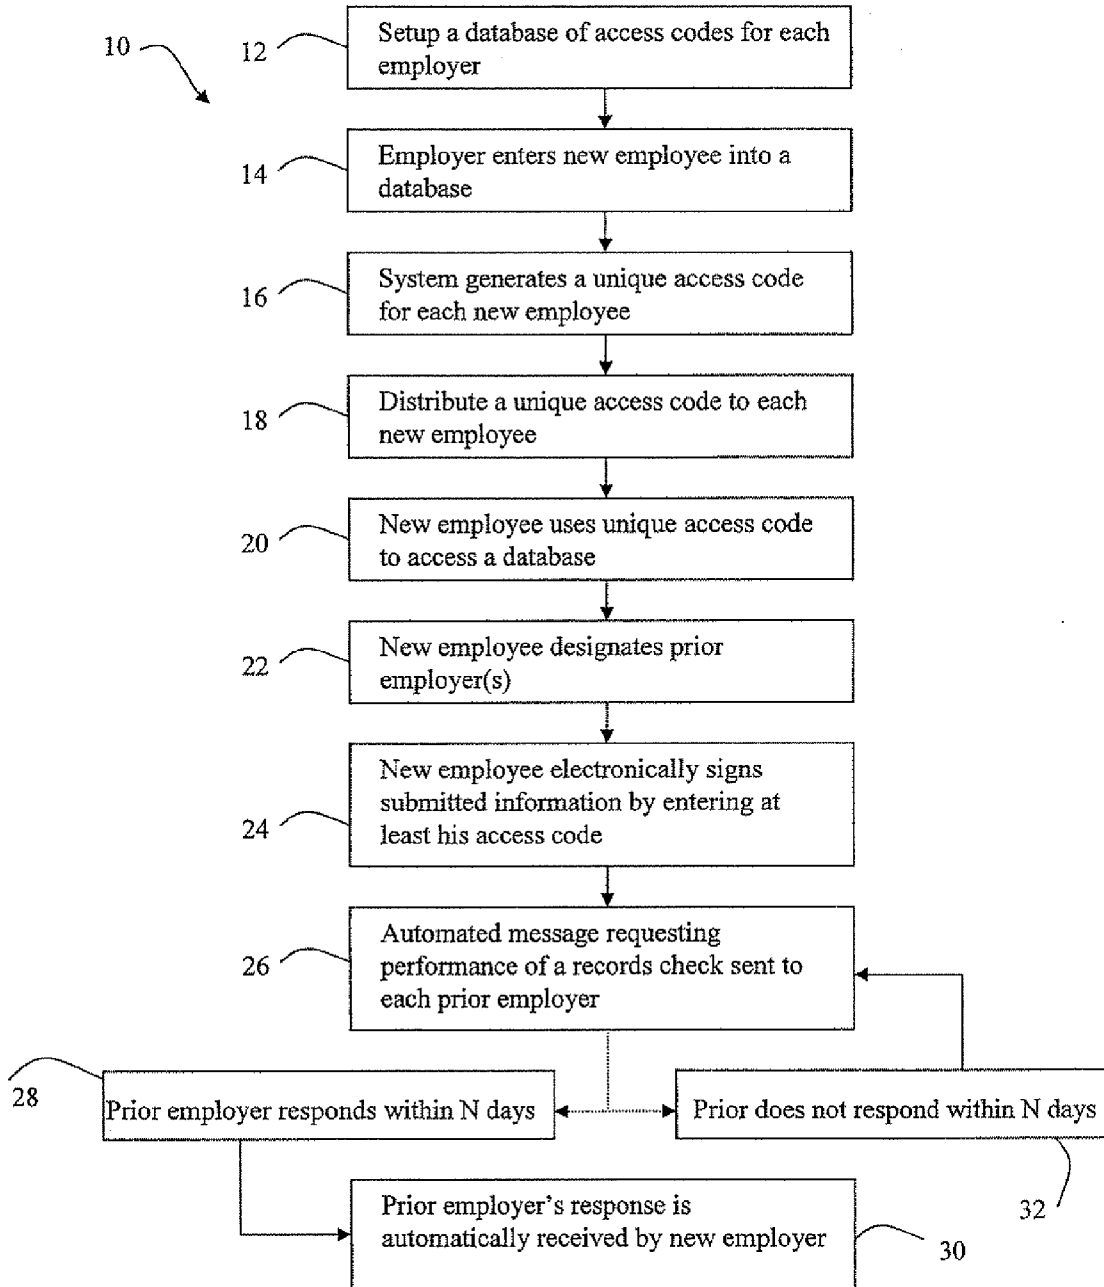 10
12
Setup a database of access codes for each
employer
14
Employer enters new employee into a
database
16
System generates a unique access code
for each new employee
18
Distribute a unique access code to each
new employee
20
New employee uses unique access code
to access a database
22
New employee designates prior
employer(s)
24
New employee electronically signs
submitted information by entering at
least his access code
26
Automated message requesting
performance of a records check sent to
each prior employer
28
Prior employer responds within N days
Prior does not respond within N days
32
Prior employer’s response is
automatically received by new employer
30